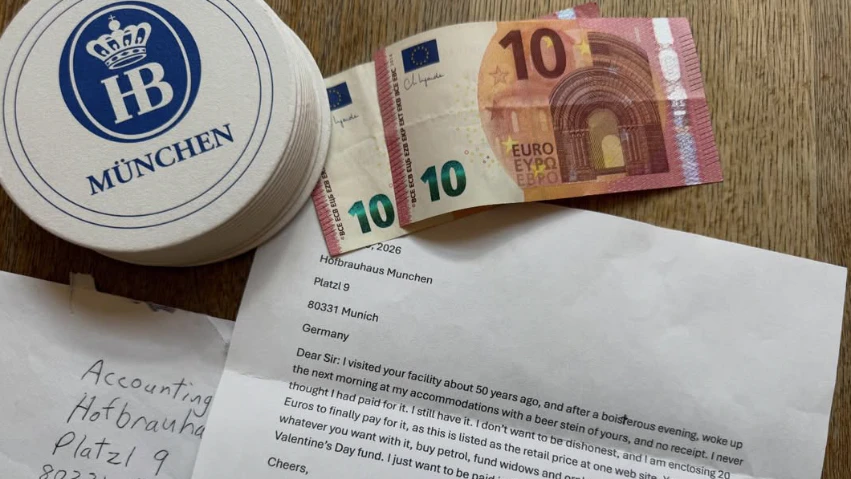 HB
MÜNCHEN
10
10
10
EURO
ΕΥΡΩ
ЕВРО
2026
Hofbrauhaus Munchen
Platzl 9
80331 Munich
Germany
Dear Sir: I visited your facility about 50 years ago, and after a boisterous evening, woke up
the next morning at my accommodations with a beer stein of yours, and no receipt. I never
thought I had paid for it. I still have it. I don't want to be dishonest, and I am enclosing 20
Euros to finally pay for it, as this is listed as the retail price at one web site.
whatever you want with it, buy petrol, fund widows and
Valentine's Day fund. I just want to be paid
Cheers,
Accounting
Hofbrauha
Platzl 9